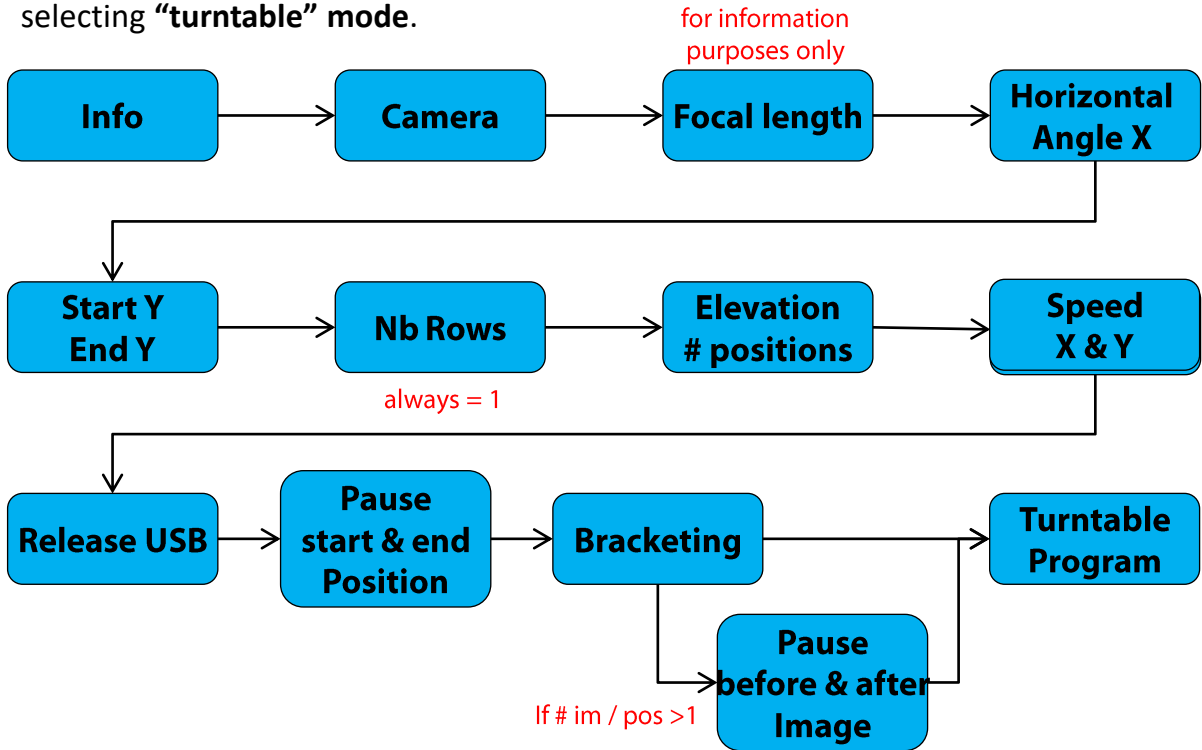 selecting “turntable” mode.
for information
purposes only
Info
Camera
Focal length
Horizontal
Angle X
Start Y
End Y
Nb Rows
always = 1
Elevation
# positions
Speed
X & Y
Release USB
Pause
start & end
Position
Bracketing
Turntable
Program
If # im / pos >1
Pause
before & after
Image